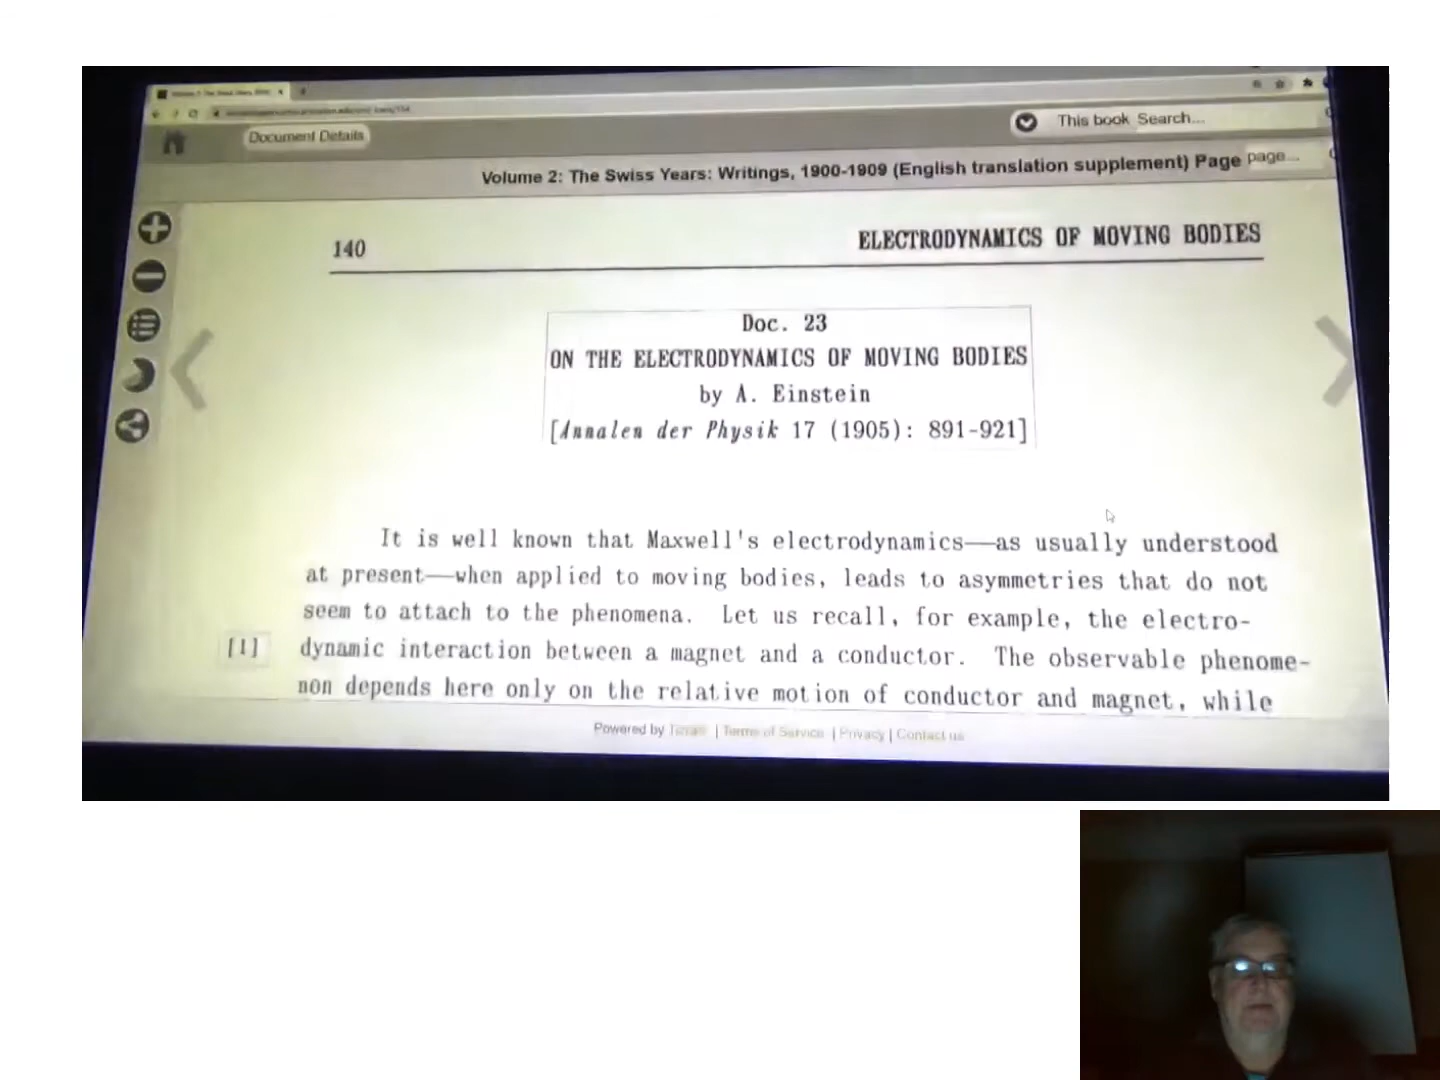 Document Details
This book Search...
Volume 2: The Swiss Years: Writings, 1900-1909 (English translation supplement) Page page...
140 ELECTRODYNAMICS OF MOVING BODIES
Doc. 23
ON THE ELECTRODYNAMICS OF MOVING BODIES
by A. Einstein
[Annalen der Physik 17 (1905): 891-921]
It is well known that Maxwell's electrodynamics—as usually understood
at present—when applied to moving bodies, leads to asymmetries that do not
seem to attach to the phenomena. Let us recall, for example, the electro-
[1] dynamic interaction between a magnet and a conductor. The observable phenome-
non depends here only on the relative motion of conductor and magnet, while
Powered by | Terms of Service | Privacy | Contact us